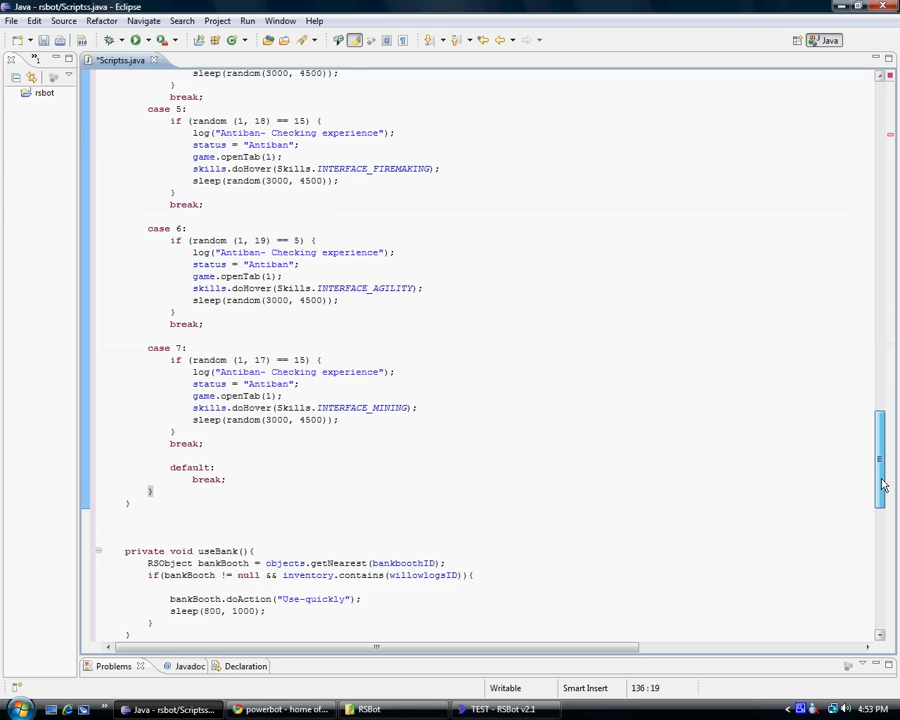 Java - rsbot/Scriptss.java - Eclipse
File Edit Source Refactor Navigate Search Project Run Window Help
Java
»1
*Scriptss.java
rsbot
sleep(random(3000, 4500));
}
break;
case 5:
if (random (1, 18) == 15) {
log("Antiban- Checking experience");
status = "Antiban";
game.openTab(1);
skills.doHover(Skills.INTERFACE_FIREMAKING);
sleep(random(3000, 4500));
}
break;
case 6:
if (random (1, 19) == 5) {
log("Antiban- Checking experience");
status = "Antiban";
game.openTab(1);
skills.doHover(Skills.INTERFACE_AGILITY);
sleep(random(3000, 4500));
}
break;
case 7:
if (random (1, 17) == 15) {
log("Antiban- Checking experience");
status = "Antiban";
game.openTab(1);
skills.doHover(Skills.INTERFACE_MINING);
sleep(random(3000, 4500));
}
break;
default:
break;
}
}
private void useBank(){
RSObject bankBooth = objects.getNearest(bankboothID);
if(bankBooth != null && inventory.contains(willowlogsID)){
bankBooth.doAction("Use-quickly");
sleep(800, 1000);
}
}
Problems Javadoc Declaration
Writable Smart Insert 136 : 19
Java - rsbot/Scriptss... powerbot - home of... RSBot TEST - RSBot v2.1 4:53 PM